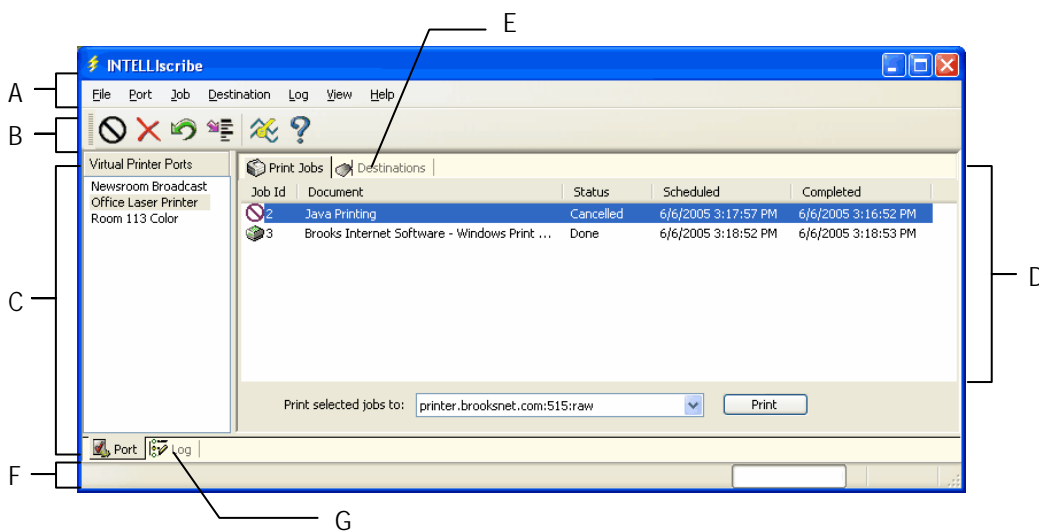 E
INTELLIscribe
A
File Port Job Destination Log View Help
B
Virtual Printer Ports
Print Jobs Destinations
Newsroom Broadcast
Office Laser Printer
Room 113 Color
Job Id Document Status Scheduled Completed
2 Java Printing Cancelled 6/6/2005 3:17:57 PM 6/6/2005 3:16:52 PM
3 Brooks Internet Software - Windows Print ... Done 6/6/2005 3:18:52 PM 6/6/2005 3:18:53 PM
C
D
Print selected jobs to: printer.brooksnet.com:515:raw Print
Port Log
F
G